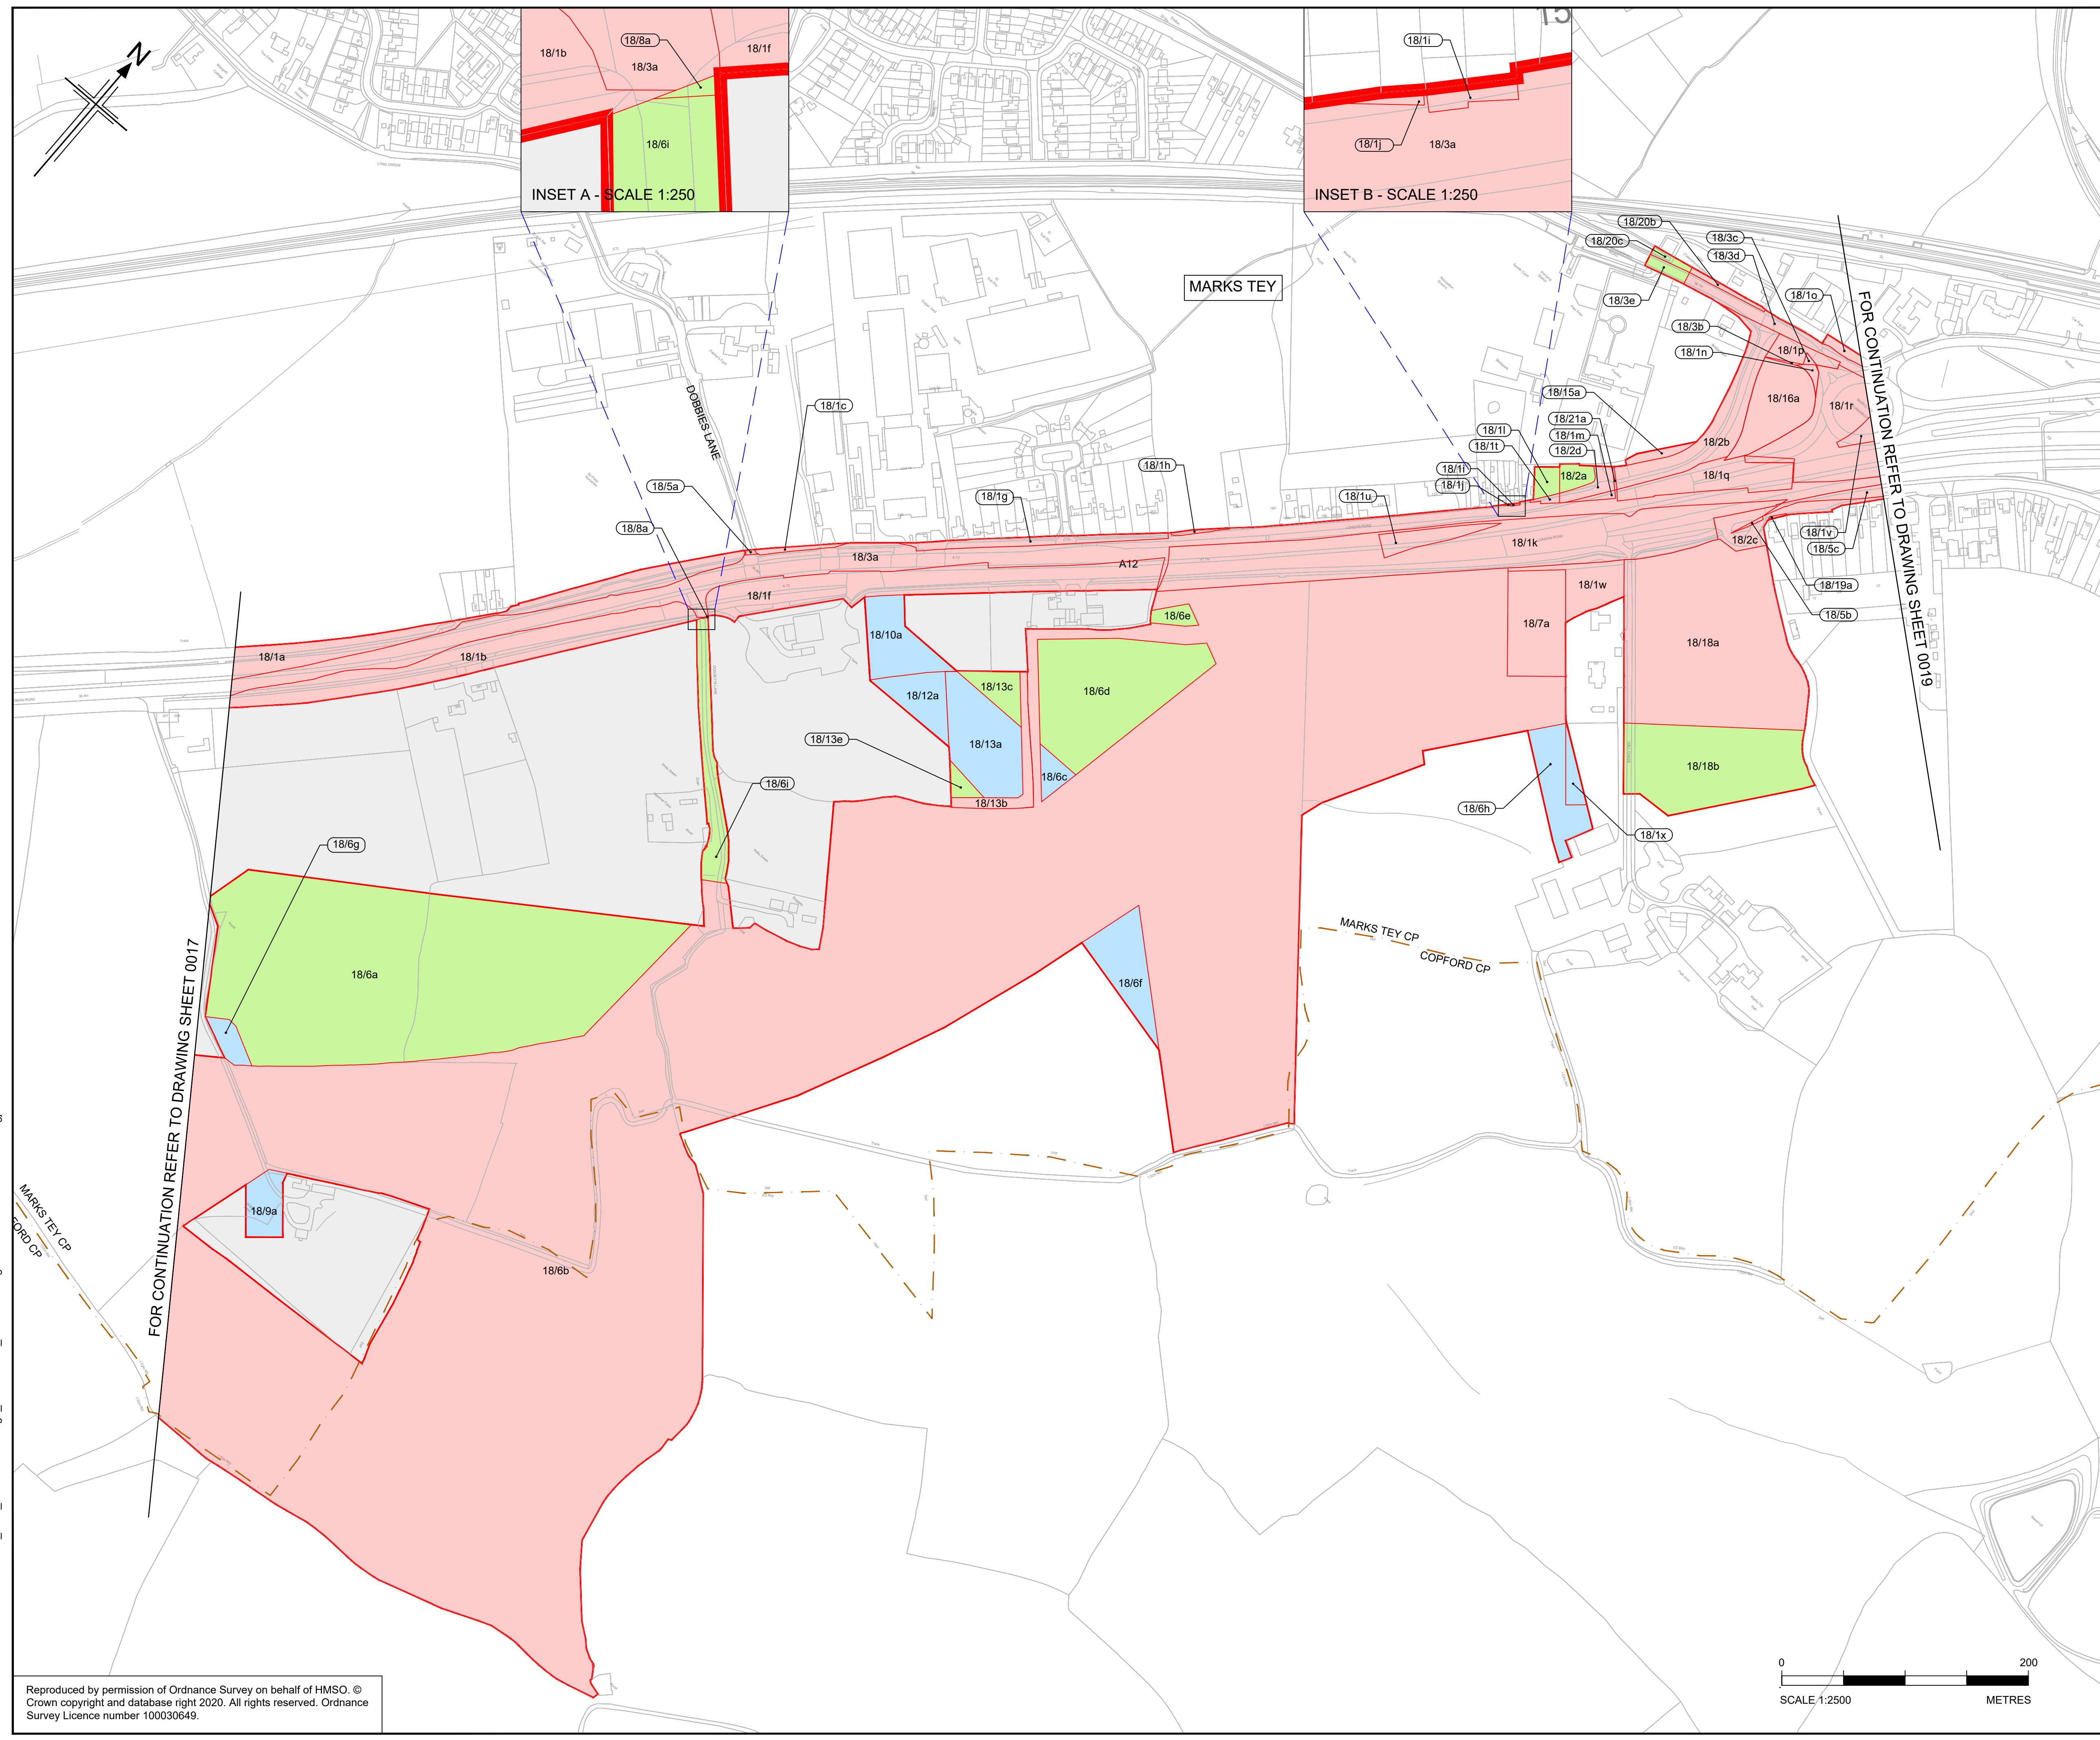 N
18/1b
18/8a
18/3a
18/1f
18/6i
INSET A - SCALE 1:250
15
18/1i
18/1j
18/3a
INSET B - SCALE 1:250
MARKS TEY
18/20b
18/20c
18/3c
18/3d
18/3e
18/1o
18/3b
18/1p
18/1n
18/15a
18/16a
18/1r
18/21a
18/1l
18/1m
18/1t
18/2d
18/2b
18/1i
18/2a
18/1q
18/1j
18/1u
18/1h
18/1g
18/1c
DOBBIES LANE
18/5a
18/8a
18/3a
A12
18/1k
18/2c
18/1v
18/5c
18/19a
18/5b
18/1f
18/1w
18/1a
18/1b
18/10a
18/6e
18/7a
18/18a
18/12a
18/13c
18/6d
18/13e
18/13a
18/6c
18/13b
18/6i
18/6h
18/1x
18/18b
18/6g
18/6a
18/6f
MARKS TEY CP
COPFORD CP
FOR CONTINUATION REFER TO DRAWING SHEET 0017
FOR CONTINUATION REFER TO DRAWING SHEET 0019
18/9a
18/6b
MARKS TEY CP
FORD CP
0 200
SCALE 1:2500 METRES
Reproduced by permission of Ordnance Survey on behalf of HMSO. ©
Crown copyright and database right 2020. All rights reserved. Ordnance
Survey Licence number 100030649.